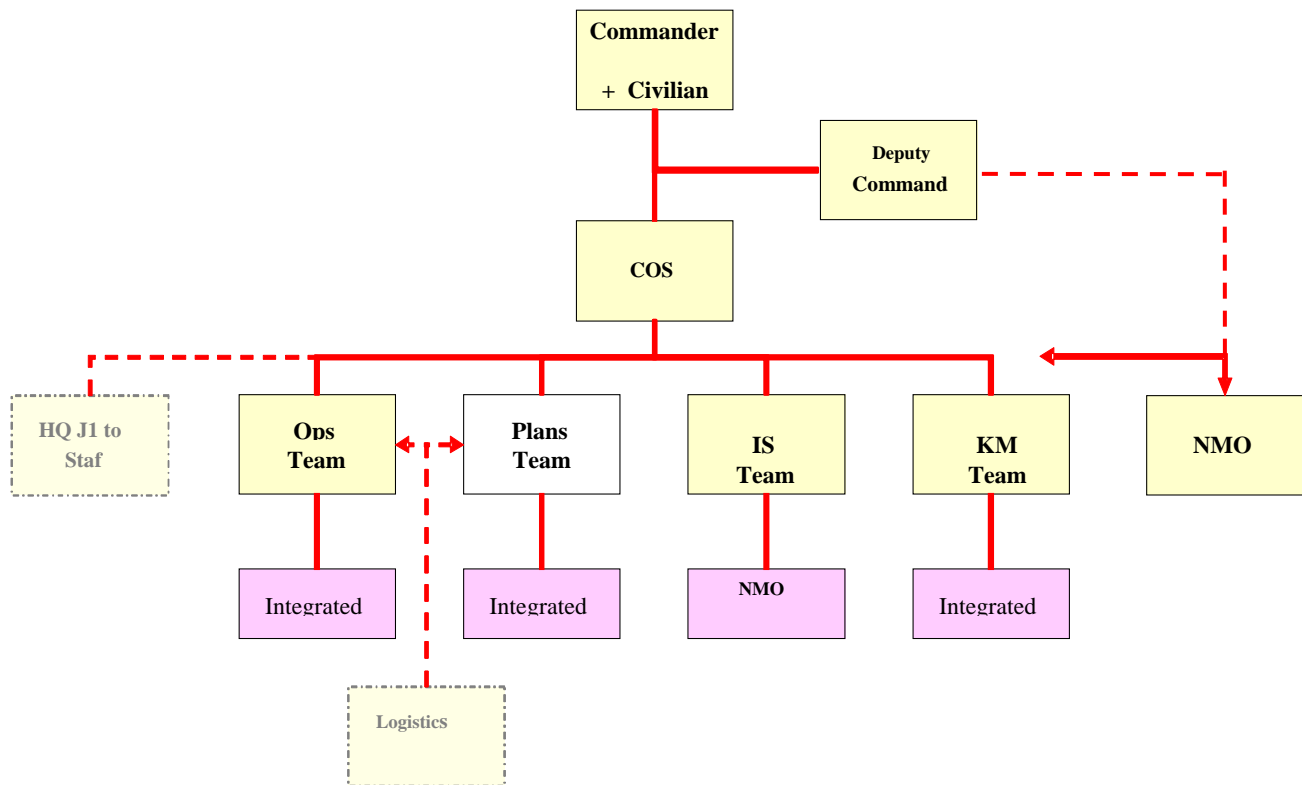 Commander
+ Civilian
Deputy
Command
COS
HQ J1 to
Staf
Ops
Team
Plans
Team
IS
Team
KM
Team
NMO
Integrated
Integrated
NMO
Integrated
Logistics